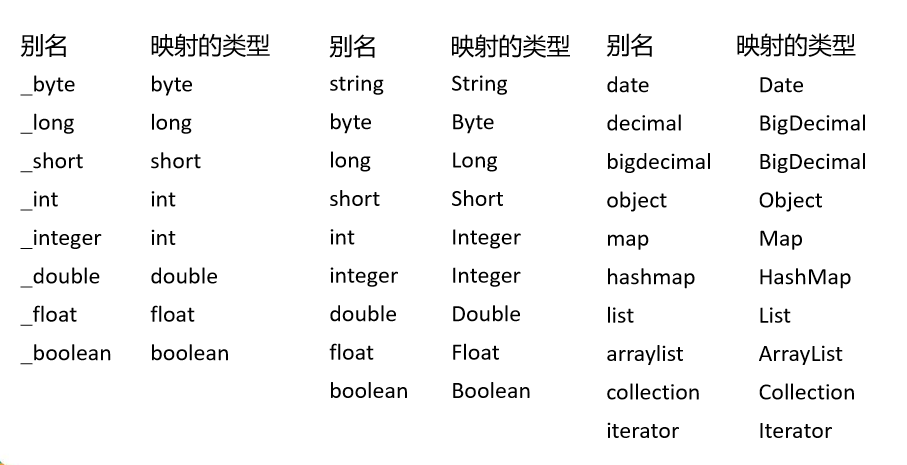 别名 映射的类型 别名 映射的类型 别名 映射的类型
_byte byte string String date Date
_long long byte Byte decimal BigDecimal
_short short long Long bigdecimal BigDecimal
_int int short Short object Object
_integer int int Integer map Map
_double double integer Integer hashmap HashMap
_float float double Double list List
_boolean boolean float Float arraylist ArrayList
boolean Boolean collection Collection
iterator Iterator